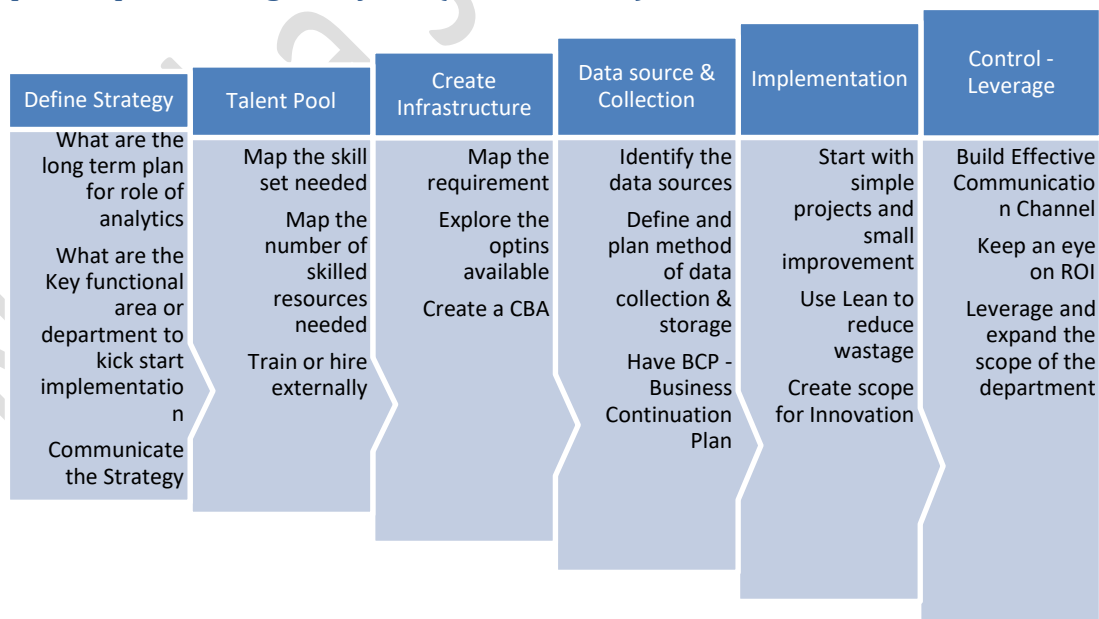 Define Strategy
What are the
long term plan
for role of
analytics
What are the
Key functional
area or
department to
kick start
implementatio
n
Communicate
the Strategy
Talent Pool
Map the skill
set needed
Map the
number of
skilled
resources
needed
Train or hire
externally
Create
Infrastructure
Map the
requirement
Explore the
optins
available
Create a CBA
Data source &
Collection
Identify the
data sources
Define and
plan method
of data
collection &
storage
Have BCP -
Business
Continuation
Plan
Implementation
Start with
simple
projects and
small
improvement
Use Lean to
reduce
wastage
Create scope
for Innovation
Control -
Leverage
Build Effective
Communicatio
n Channel
Keep an eye
on ROI
Leverage and
expand the
scope of the
department